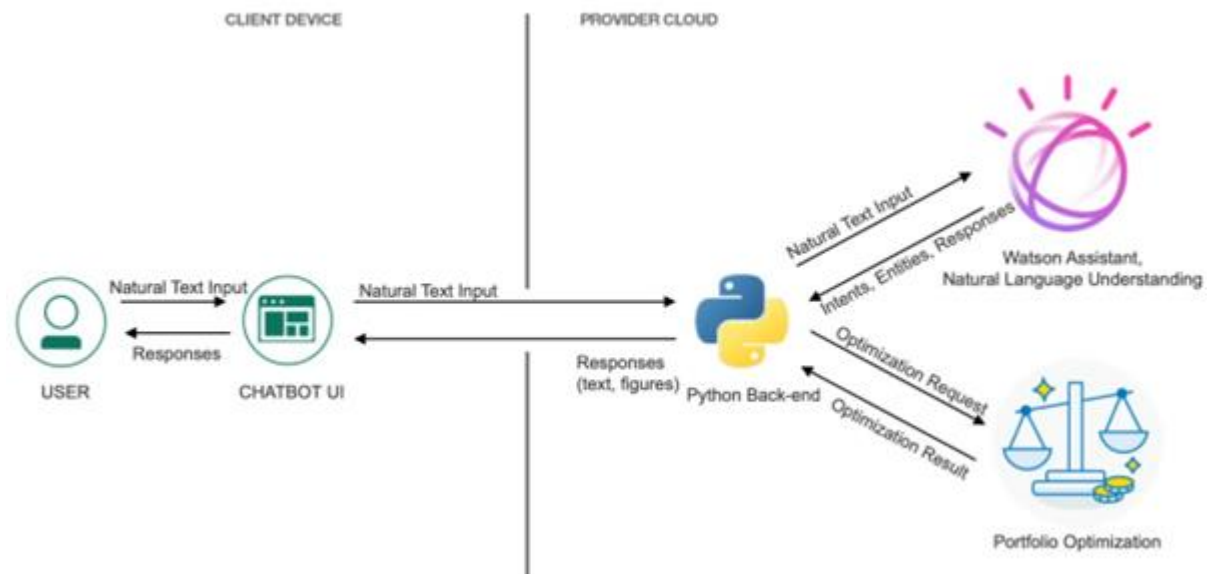 CLIENT DEVICE
PROVIDER CLOUD
Natural Text Input
Responses
USER
CHATBOT UI
Natural Text Input
Responses
(text, figures)
Python Back-end
Natural Text Input
Intents, Entities, Responses
Watson Assistant,
Natural Language Understanding
Optimization Request
Optimization Result
Portfolio Optimization